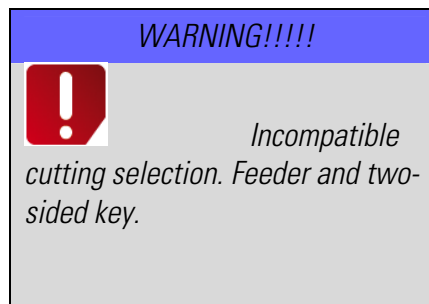 WARNING!!!!!
Incompatible
cutting selection. Feeder and two-
sided key.